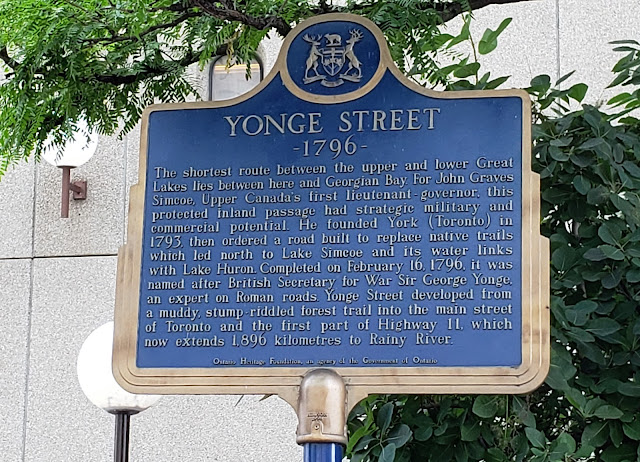 YONGE STREET
-1796-
The shortest route between the upper and lower Great
Lakes lies between here and Georgian Bay. For John Graves
Simcoe, Upper Canada's first lieutenant-governor, this
protected inland passage had strategic military and
commercial potential. He founded York (Toronto) in
1793, then ordered a road built to replace native trails
which led north to Lake Simcoe and its water links
with Lake Huron. Completed on February 16, 1796, it was
named after British Secretary for War Sir George Yonge,
an expert on Roman roads. Yonge Street developed from
a muddy, stump-riddled forest trail into the main street
of Toronto and the first part of Highway 11, which
now extends 1,896 kilometres to Rainy River.
Ontario Heritage Foundation, an agency of the Government of Ontario